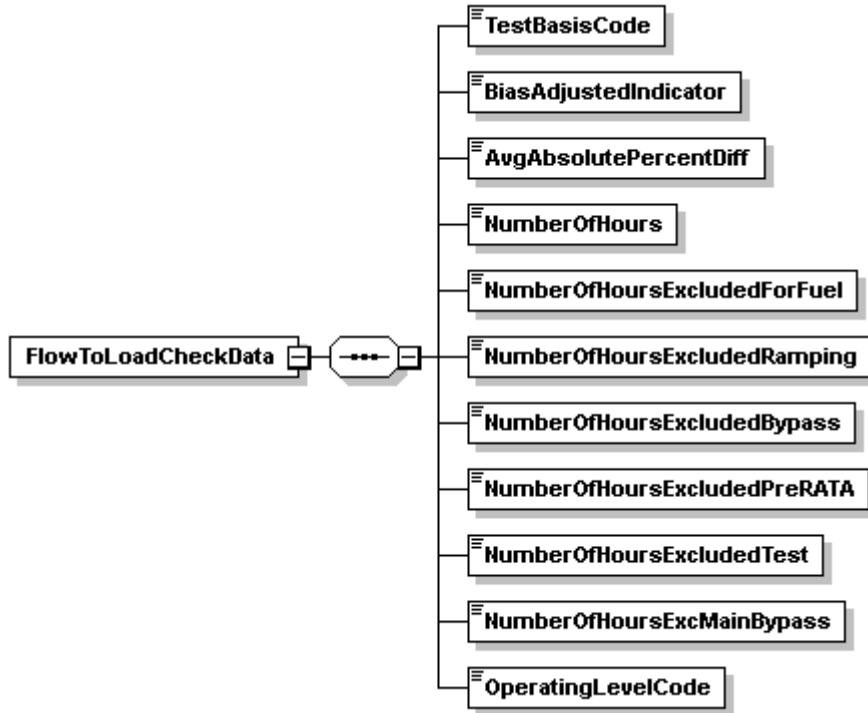 TestBasisCode
BiasAdjustedIndicator
AvgAbsolutePercentDiff
NumberOfHours
NumberOfHoursExcludedForFuel
FlowToLoadCheckData
NumberOfHoursExcludedRamping
NumberOfHoursExcludedBypass
NumberOfHoursExcludedPreRATA
NumberOfHoursExcludedTest
NumberOfHoursExcMainBypass
OperatingLevelCode